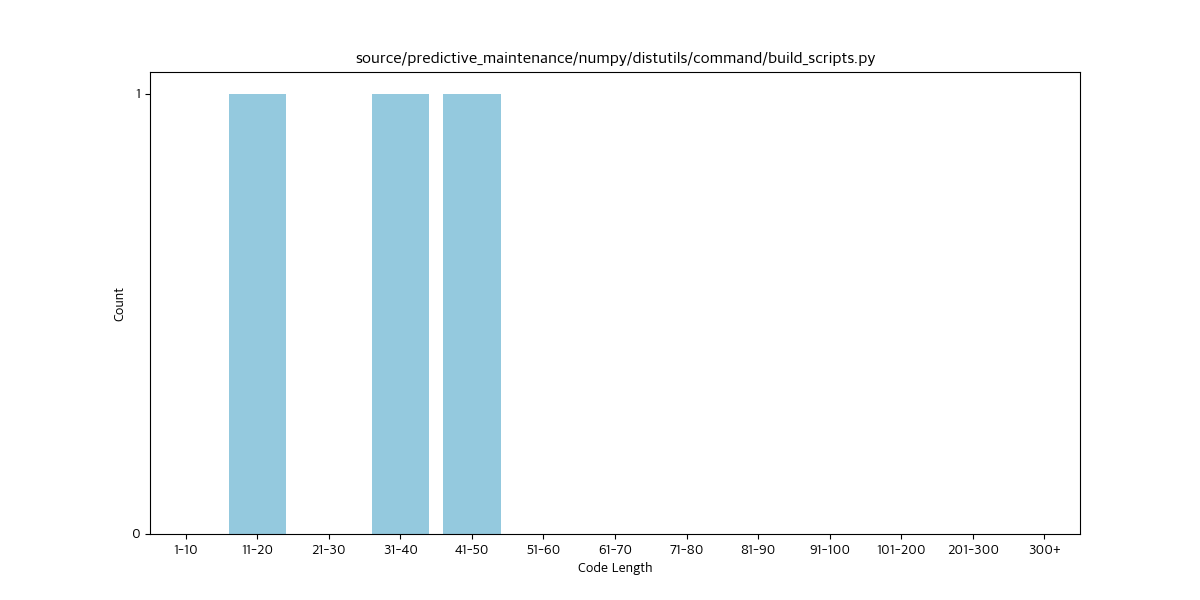 source/predictive_maintenance/numpy/distutils/command/build_scripts.py
1
Count
0
1-10 11-20 21-30 31-40 41-50 51-60 61-70 71-80 81-90 91-100 101-200 201-300 300+
Code Length